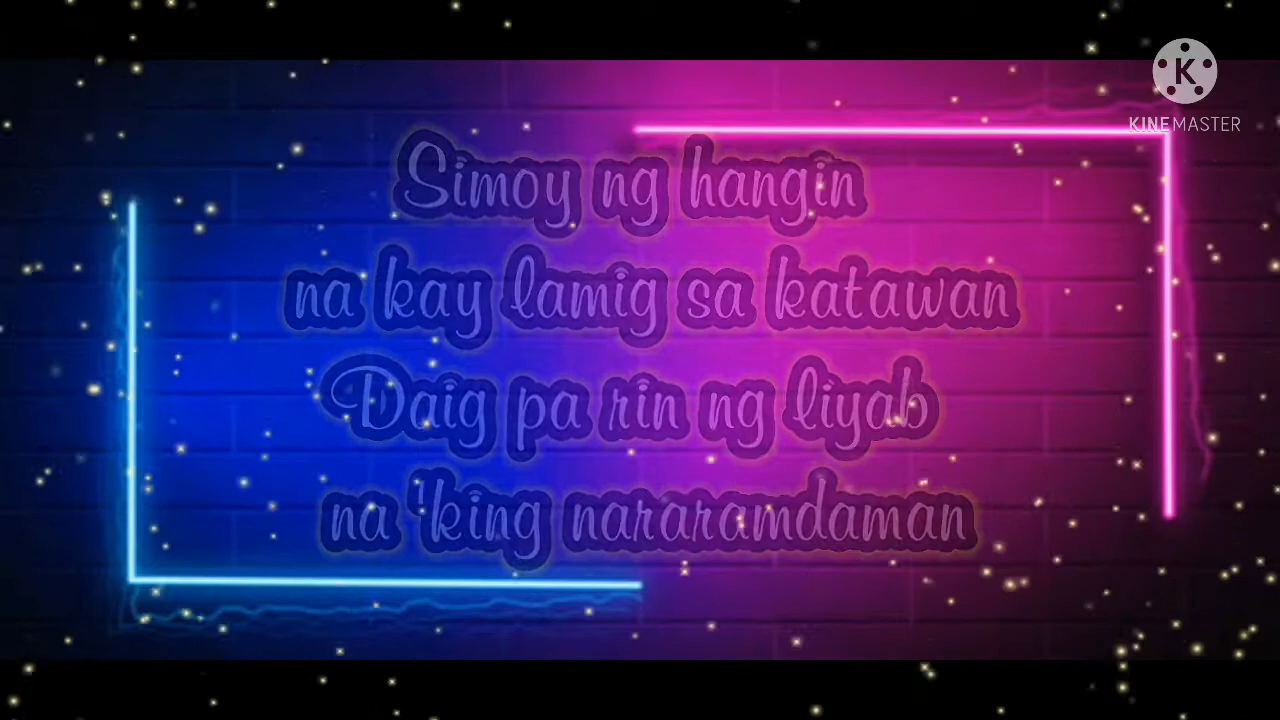 K
KINEMASTER
Simoy ng hangin
na kay lamig sa katawan
Daig pa rin ng liyab
na 'king nararamdaman